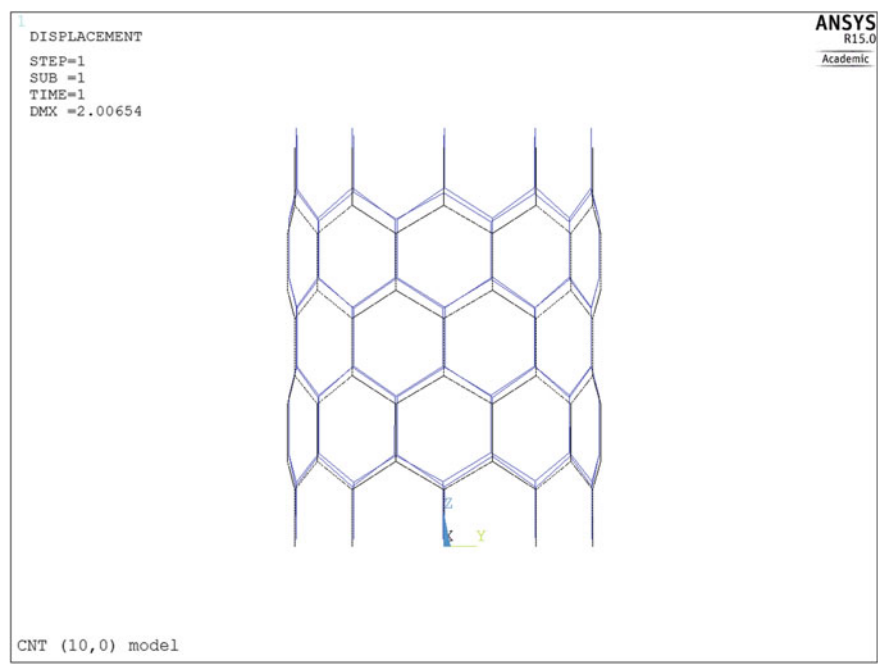 1
DISPLACEMENT
STEP=1
SUB =1
TIME=1
DMX =2.00654
ANSYS
R15.0
Academic
Z
X Y
CNT (10,0) model